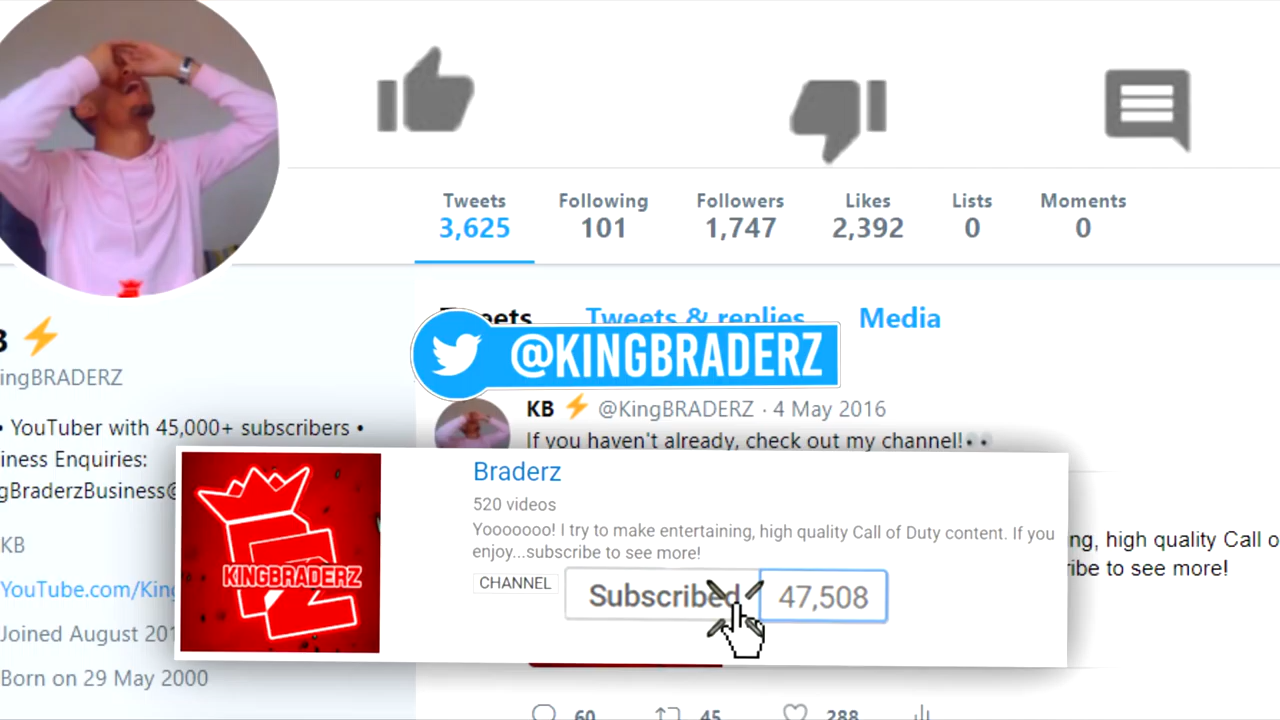 Tweets Following Followers Likes Lists Moments
3,625 101 1,747 2,392 0 0
Tweets & replies Media
@KINGBRADERZ
KB ⚡ @KingBRADERZ · 4 May 2016
If you haven't already, check out my channel!👀
B ⚡
ingBRADERZ
• YouTuber with 45,000+ subscribers •
iness Enquiries:
gBraderzBusiness@
KB
YouTube.com/King
Joined August 201
Born on 29 May 2000
KINGBRADERZ
Braderz
520 videos
Yooooooo! I try to make entertaining, high quality Call of Duty content. If you
enjoy...subscribe to see more!
CHANNEL
Subscribed 47,508
ng, high quality Call o
ribe to see more!
60 45 288